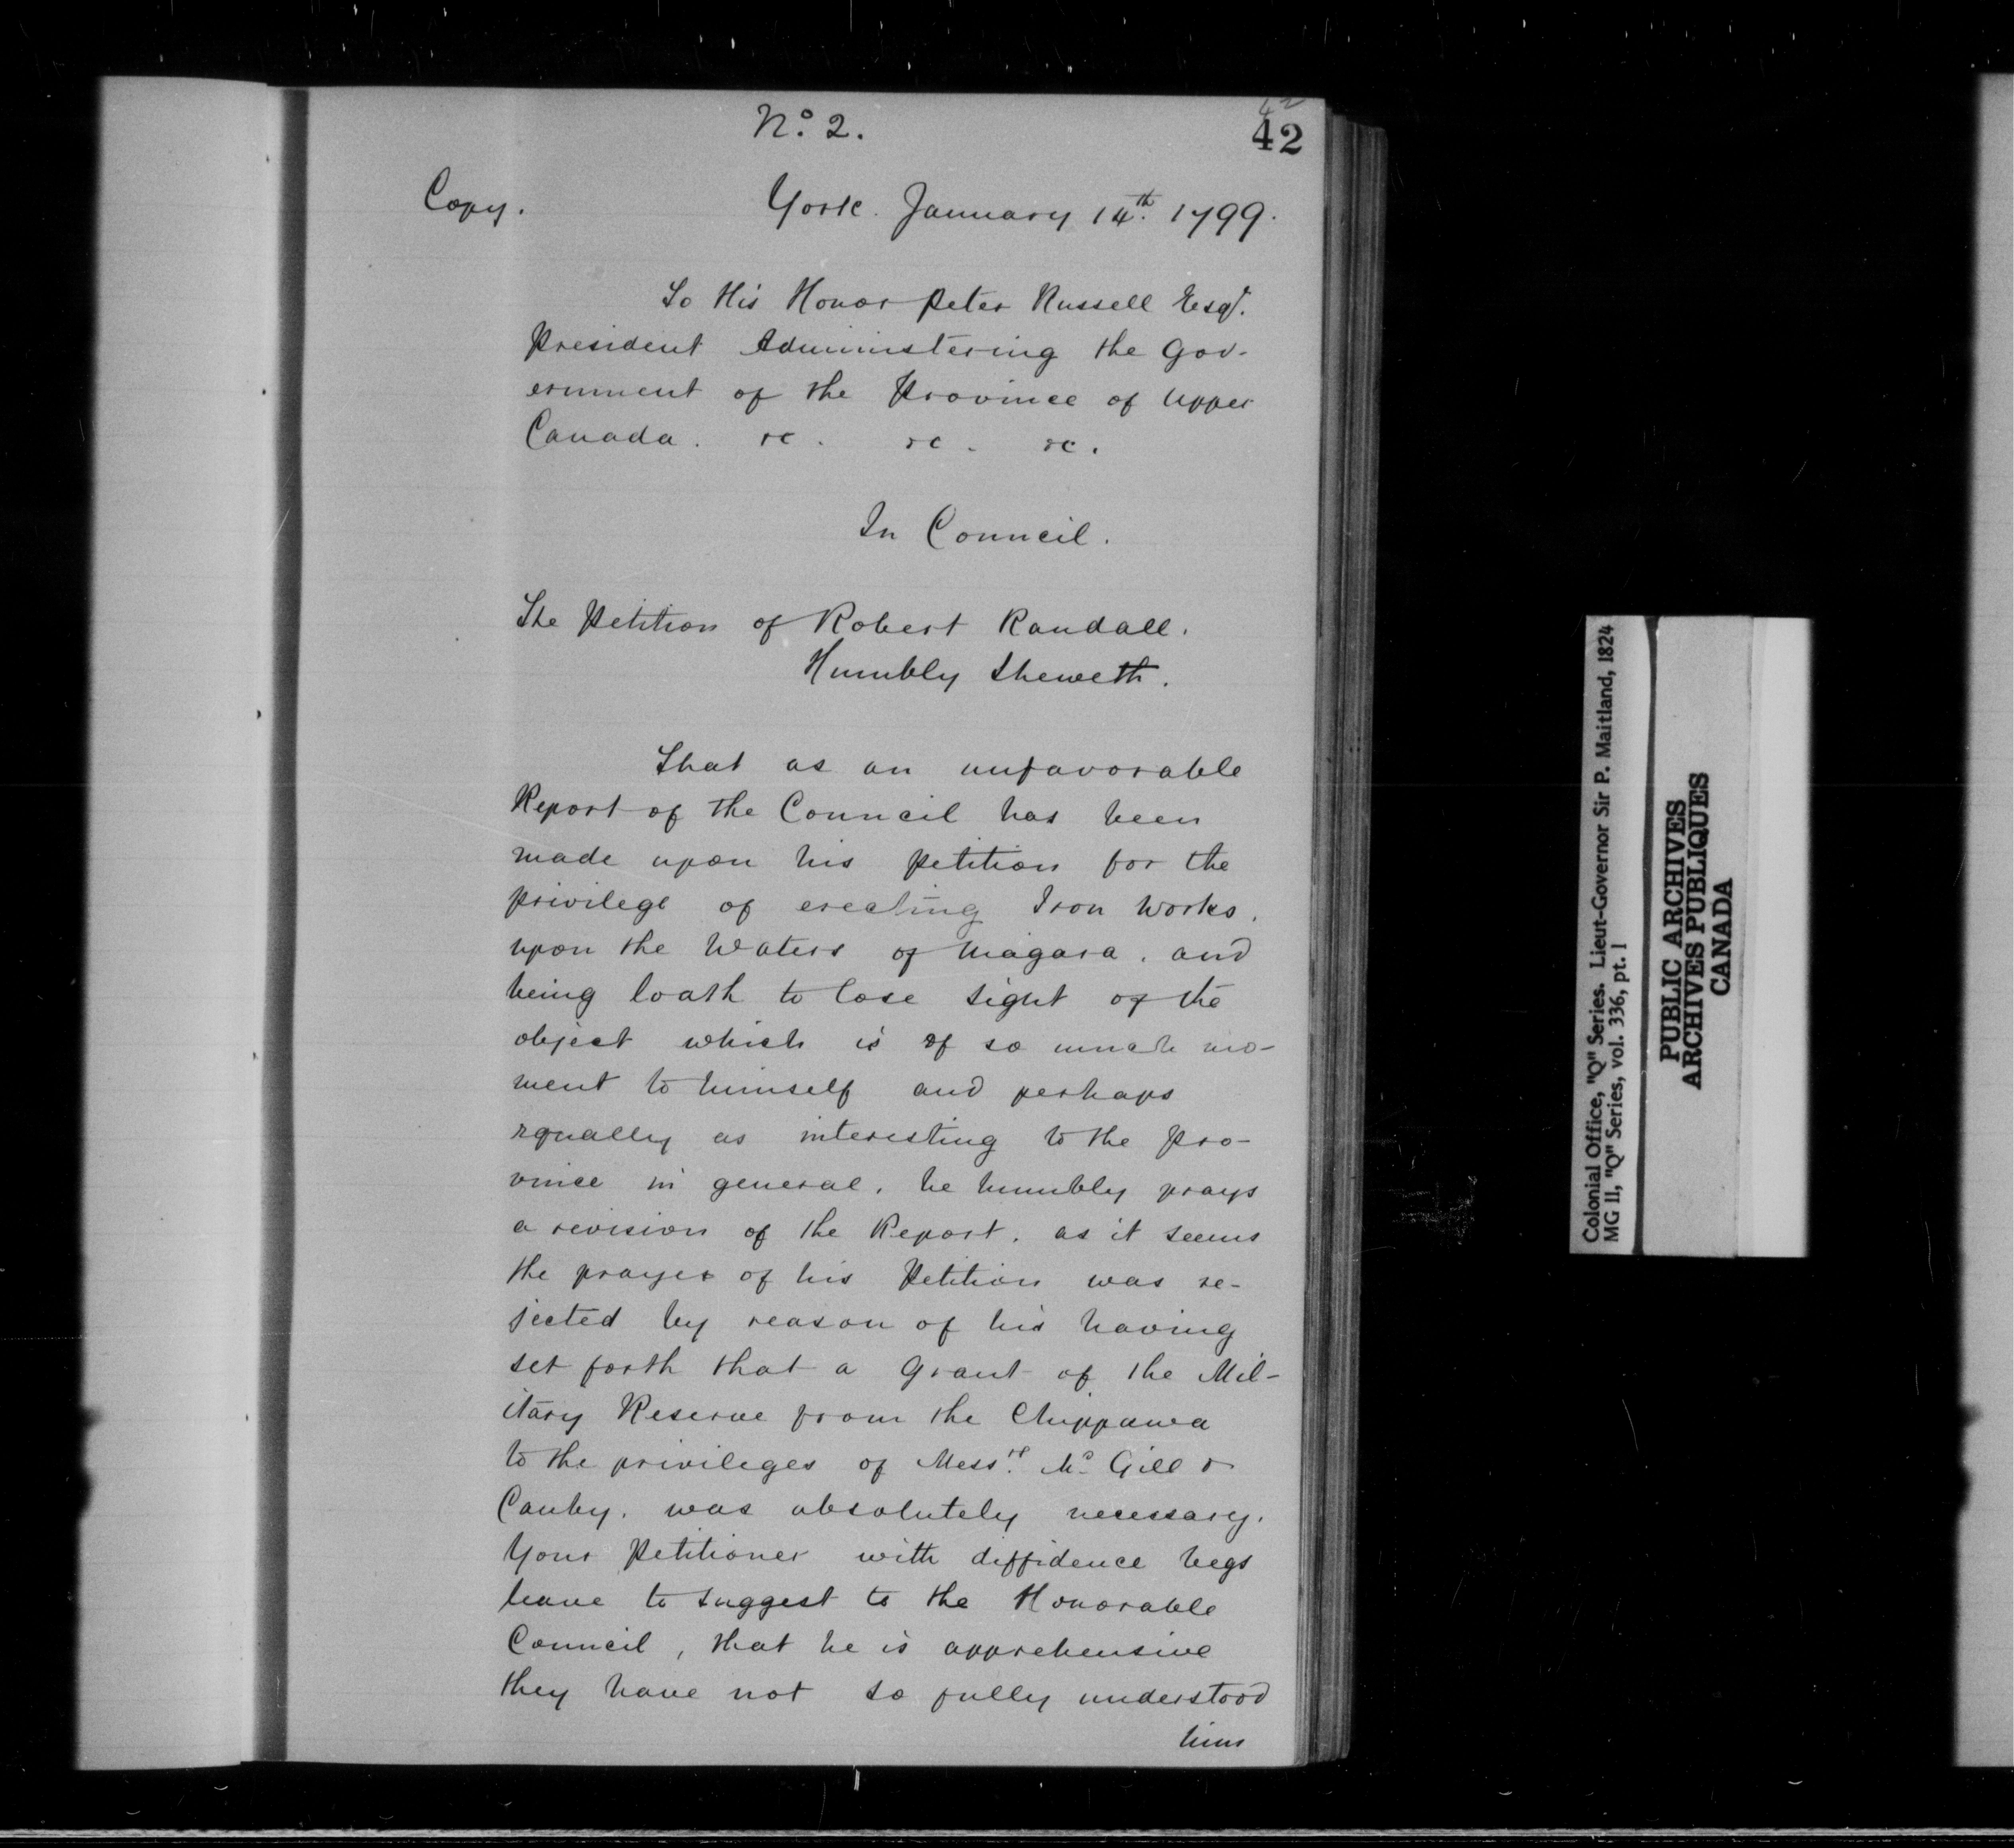 42
No. 2.
42
Copy.
York. January 14th. 1799.
To His Honor Peter Russell Esqr.
President Administering the Gov-
ernment of the Province of Upper
Canada. &c. &c. &c.
In Council.
The Petition of Robert Randall.
Humbly Sheweth.
That as an unfavorable
Report of the Council has been
made upon his Petition for the
privilege of erecting Iron Works.
upon the Waters of Niagara. and
being loath to lose sight of the
object which is of so much mo-
ment to himself and perhaps
equally as interesting to the Pro-
vince in general. he humbly prays
a revision of the Report. as it seems
the prayer of his Petition was re-
jected by reason of his having
set forth that a Grant of the Mil-
itary Reserve from the Chippawa
to the privileges of Messrs. Mc Gill &
Canby. was absolutely necessary.
Your Petitioner with diffidence begs
leave to suggest to the Honorable
Council, that he is apprehensive
they have not so fully understood
him
Colonial Office, "Q" Series. Lieut-Governor Sir P. Maitland, 1824
MG 11, "Q" Series, vol. 336, pt. 1
PUBLIC ARCHIVES
ARCHIVES PUBLIQUES
CANADA